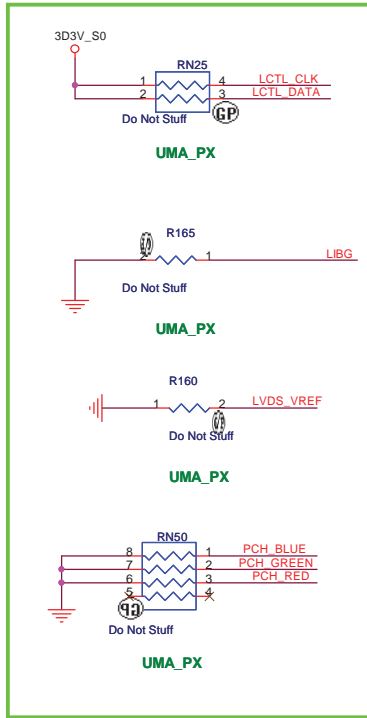 3D3V_S0
RN25
1 4 LCTL_CLK
2 3 LCTL_DATA
Do Not Stuff GP
UMA_PX
R165
2 1 LIBG
Do Not Stuff
UMA_PX
R160
1 2 LVDS_VREF
Do Not Stuff
UMA_PX
RN50
8 1 PCH_BLUE
7 2 PCH_GREEN
6 3 PCH_RED
5 4
GP
Do Not Stuff
UMA_PX